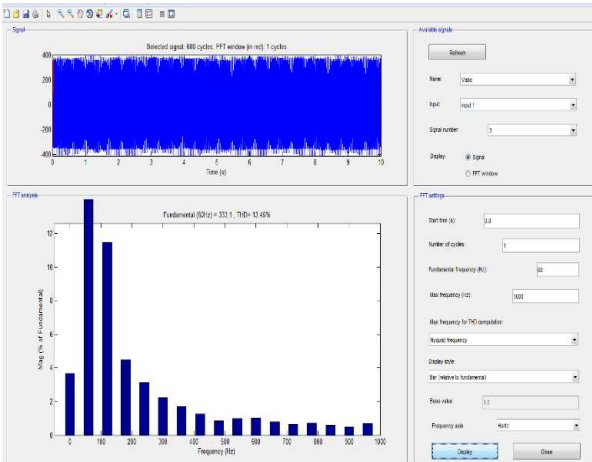 Signal
Selected signal: 600 cycles. FFT window (in red): 1 cycles
400
200
0
-200
-400
0 1 2 3 4 5 6 7 8 9 10
Time (s)
FFT analysis
Fundamental (60Hz) = 333.1 , THD= 13.46%
12
10
8
6
4
2
0
0 100 200 300 400 500 600 700 800 900 1000
Frequency (Hz)
Mag (% of Fundamental)
Available signals
Refresh
Name:
Vabc
Input:
input 1
Signal number:
Display:
Signal
FFT window
FFT settings
Start time (s):
0.0
Number of cycles:
1
Fundamental frequency (Hz):
60
Max frequency (Hz):
1000
Max frequency for THD computation:
Nyquist frequency
Display style:
Bar (relative to fundamental)
Base value:
1.0
Frequency axis:
Hertz
Display
Close